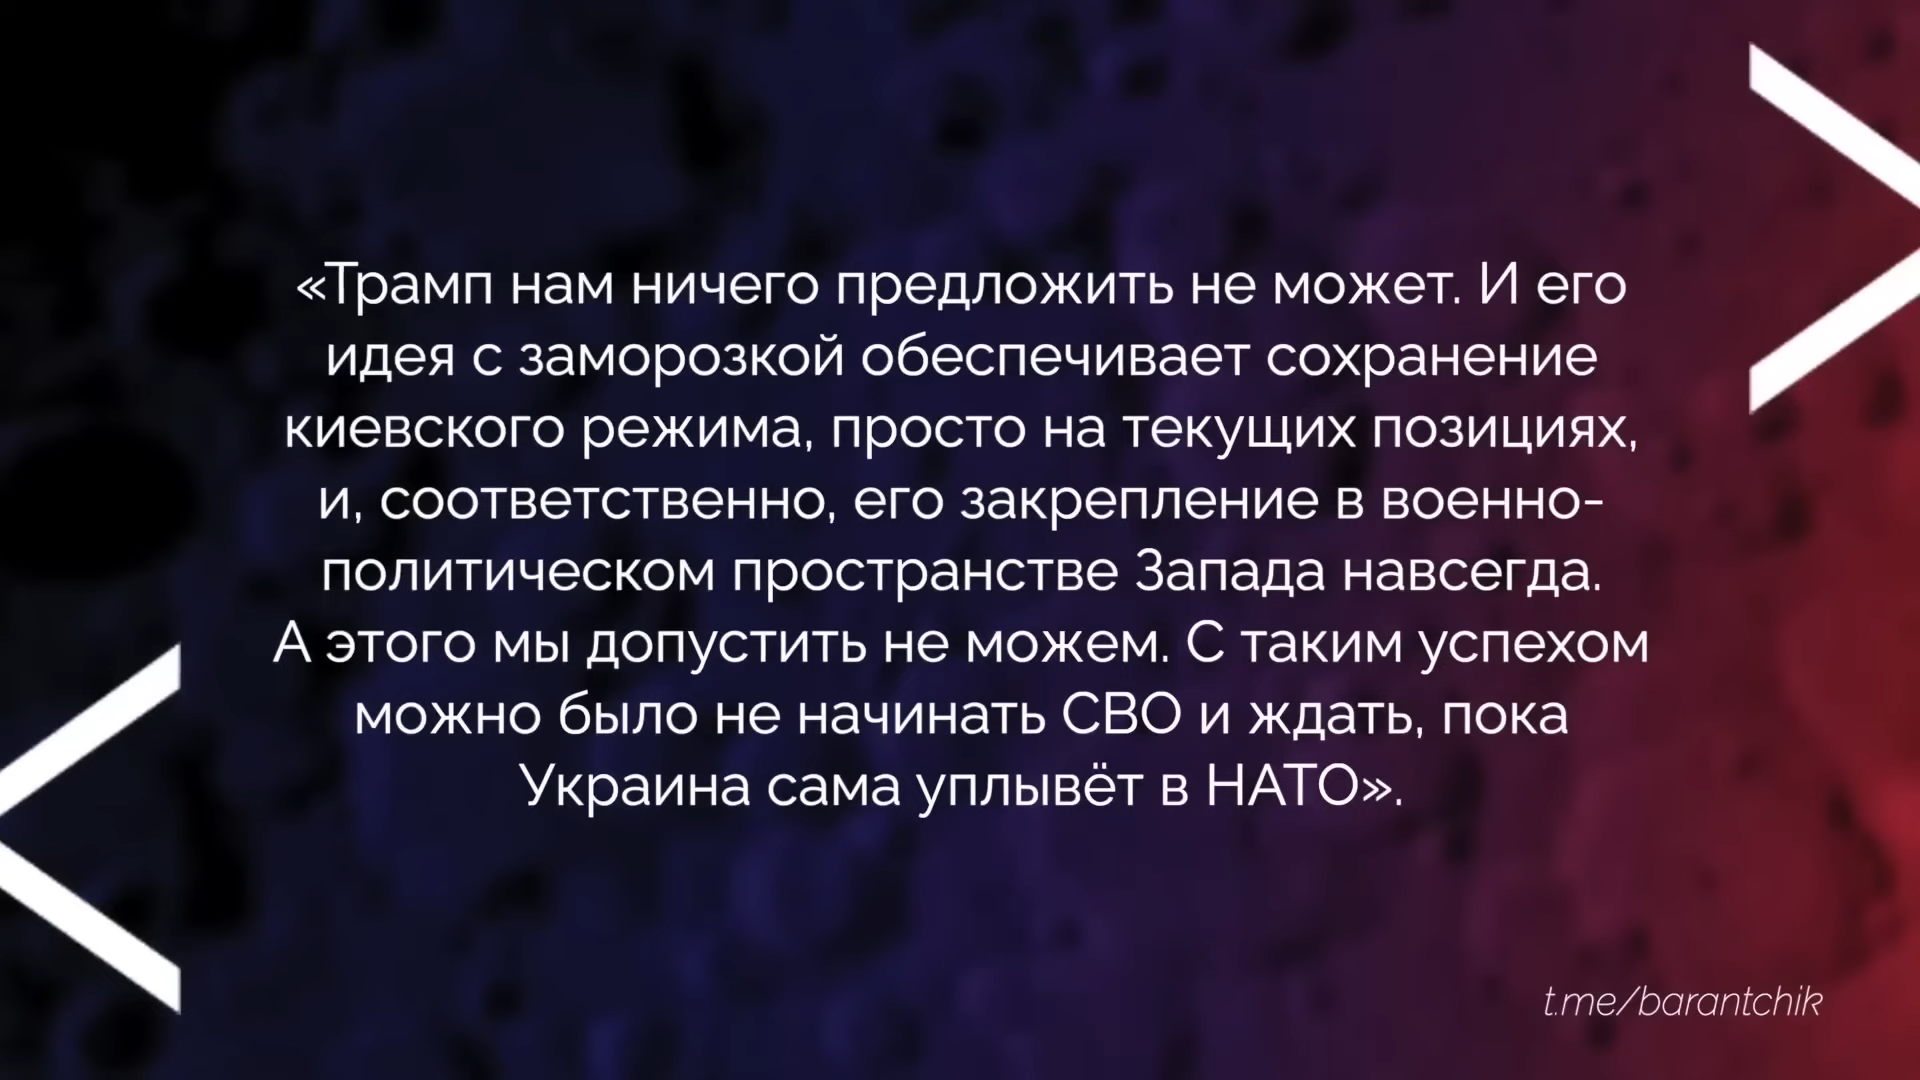 «Трамп нам ничего предложить не может. И его
идея с заморозкой обеспечивает сохранение
киевского режима, просто на текущих позициях,
и, соответственно, его закрепление в военно-
политическом пространстве Запада навсегда.
А этого мы допустить не можем. С таким успехом
можно было не начинать СВО и ждать, пока
Украина сама уплывёт в НАТО».
t.me/barantchik